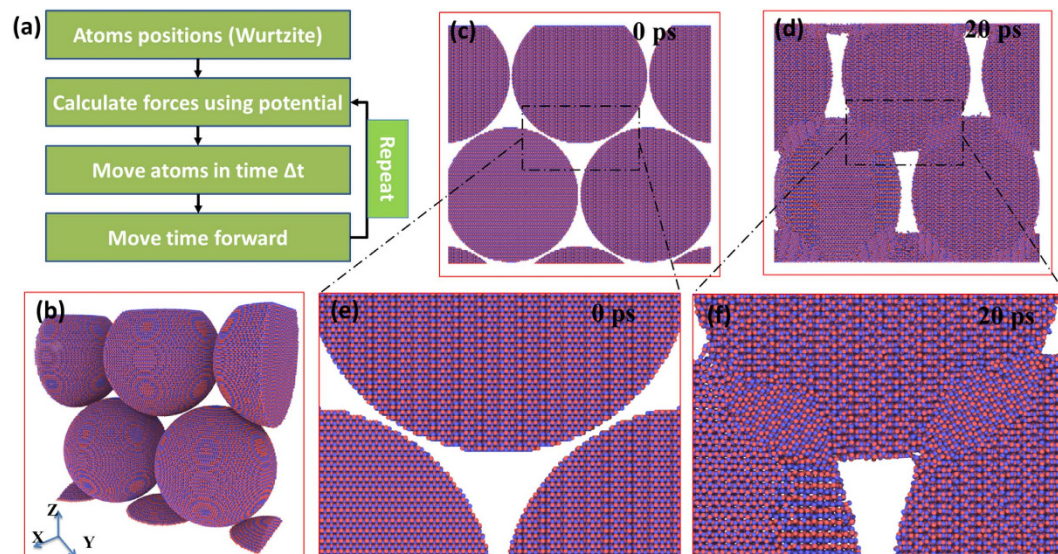 (a)
Atoms positions (Wurtzite)
Calculate forces using potential
Move atoms in time Δt
Move time forward
Repeat
(b)
Z
X
Y
(c)
0 ps
(d)
20 ps
(e)
0 ps
(f)
20 ps